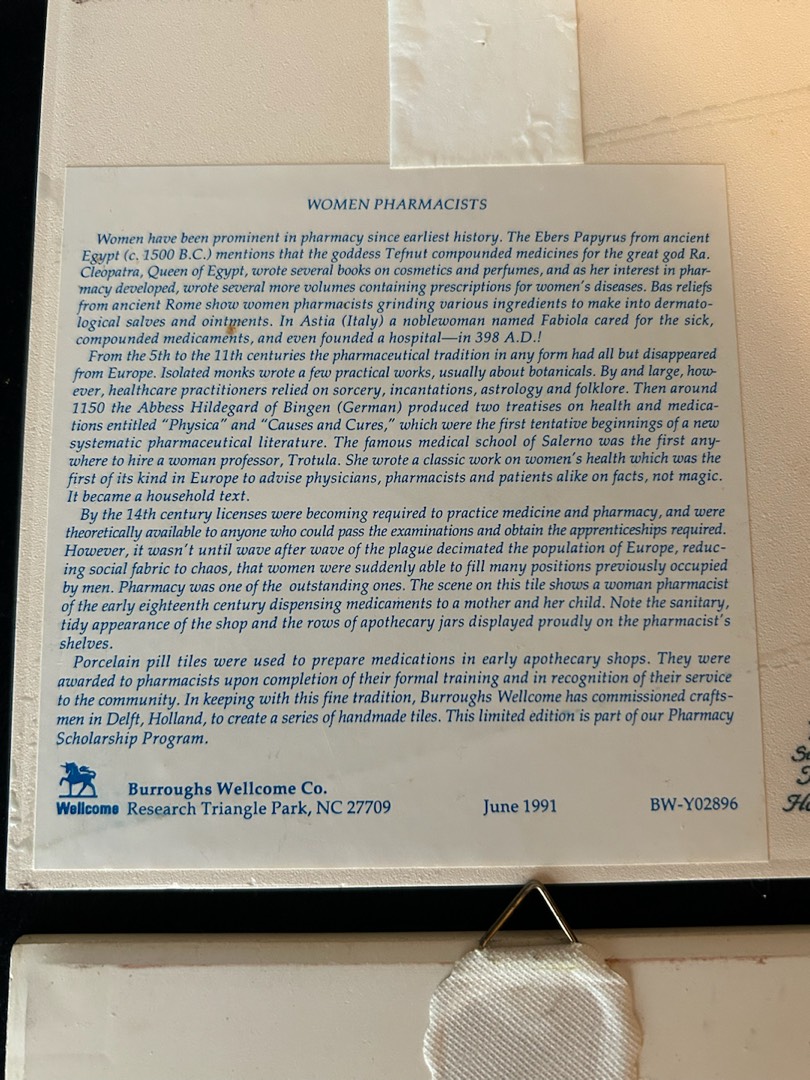 WOMEN PHARMACISTS
Women have been prominent in pharmacy since earliest history. The Ebers Papyrus from ancient
Egypt (c. 1500 B.C.) mentions that the goddess Tefnut compounded medicines for the great god Ra.
Cleopatra, Queen of Egypt, wrote several books on cosmetics and perfumes, and as her interest in phar-
macy developed, wrote several more volumes containing prescriptions for women's diseases. Bas reliefs
from ancient Rome show women pharmacists grinding various ingredients to make into dermato-
logical salves and ointments. In Astia (Italy) a noblewoman named Fabiola cared for the sick,
compounded medicaments, and even founded a hospital—in 398 A.D.!
From the 5th to the 11th centuries the pharmaceutical tradition in any form had all but disappeared
from Europe. Isolated monks wrote a few practical works, usually about botanicals. By and large, how-
ever, healthcare practitioners relied on sorcery, incantations, astrology and folklore. Then around
1150 the Abbess Hildegard of Bingen (German) produced two treatises on health and medica-
tions entitled "Physica" and "Causes and Cures," which were the first tentative beginnings of a new
systematic pharmaceutical literature. The famous medical school of Salerno was the first any-
where to hire a woman professor, Trotula. She wrote a classic work on women's health which was the
first of its kind in Europe to advise physicians, pharmacists and patients alike on facts, not magic.
It became a household text.
By the 14th century licenses were becoming required to practice medicine and pharmacy, and were
theoretically available to anyone who could pass the examinations and obtain the apprenticeships required.
However, it wasn't until wave after wave of the plague decimated the population of Europe, reduc-
ing social fabric to chaos, that women were suddenly able to fill many positions previously occupied
by men. Pharmacy was one of the outstanding ones. The scene on this tile shows a woman pharmacist
of the early eighteenth century dispensing medicaments to a mother and her child. Note the sanitary,
tidy appearance of the shop and the rows of apothecary jars displayed proudly on the pharmacist's
shelves.
Porcelain pill tiles were used to prepare medications in early apothecary shops. They were
awarded to pharmacists upon completion of their formal training and in recognition of their service
to the community. In keeping with this fine tradition, Burroughs Wellcome has commissioned crafts-
men in Delft, Holland, to create a series of handmade tiles. This limited edition is part of our Pharmacy
Scholarship Program.
Burroughs Wellcome Co.
Wellcome Research Triangle Park, NC 27709 June 1991 BW-Y02896